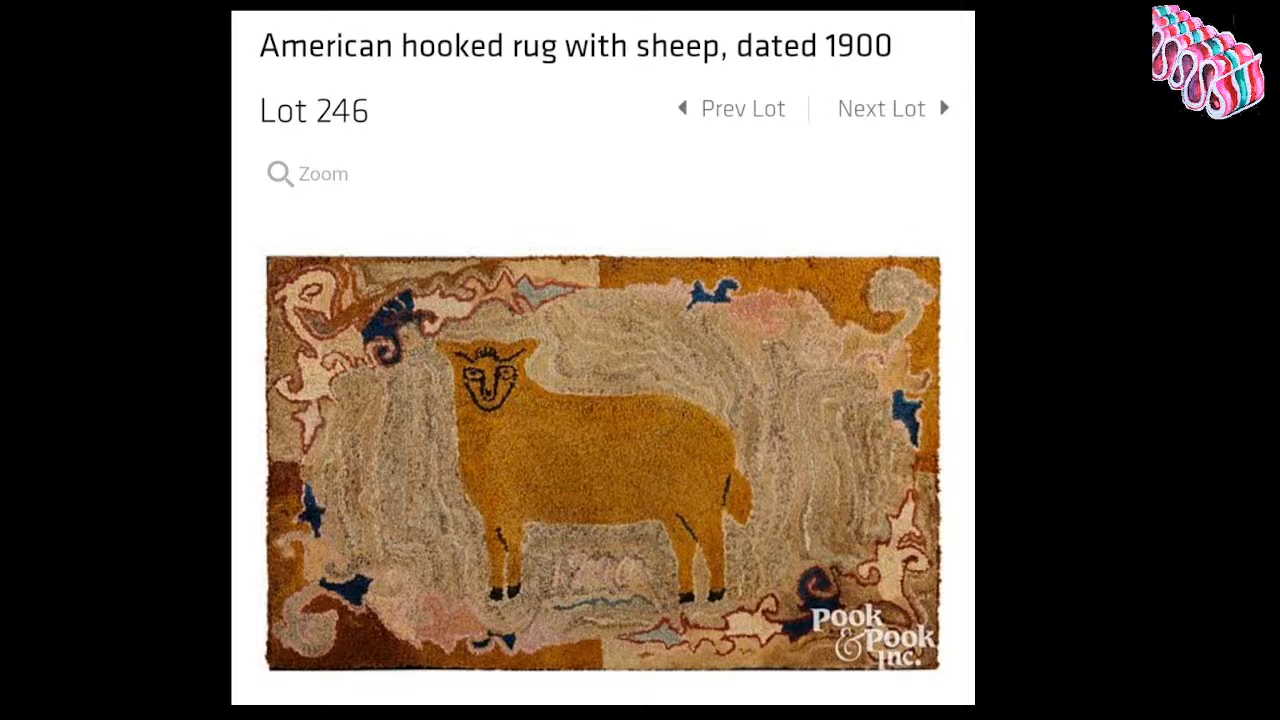 American hooked rug with sheep, dated 1900
Lot 246
Prev Lot
Next Lot
Zoom
Pook
& Pook
Inc.